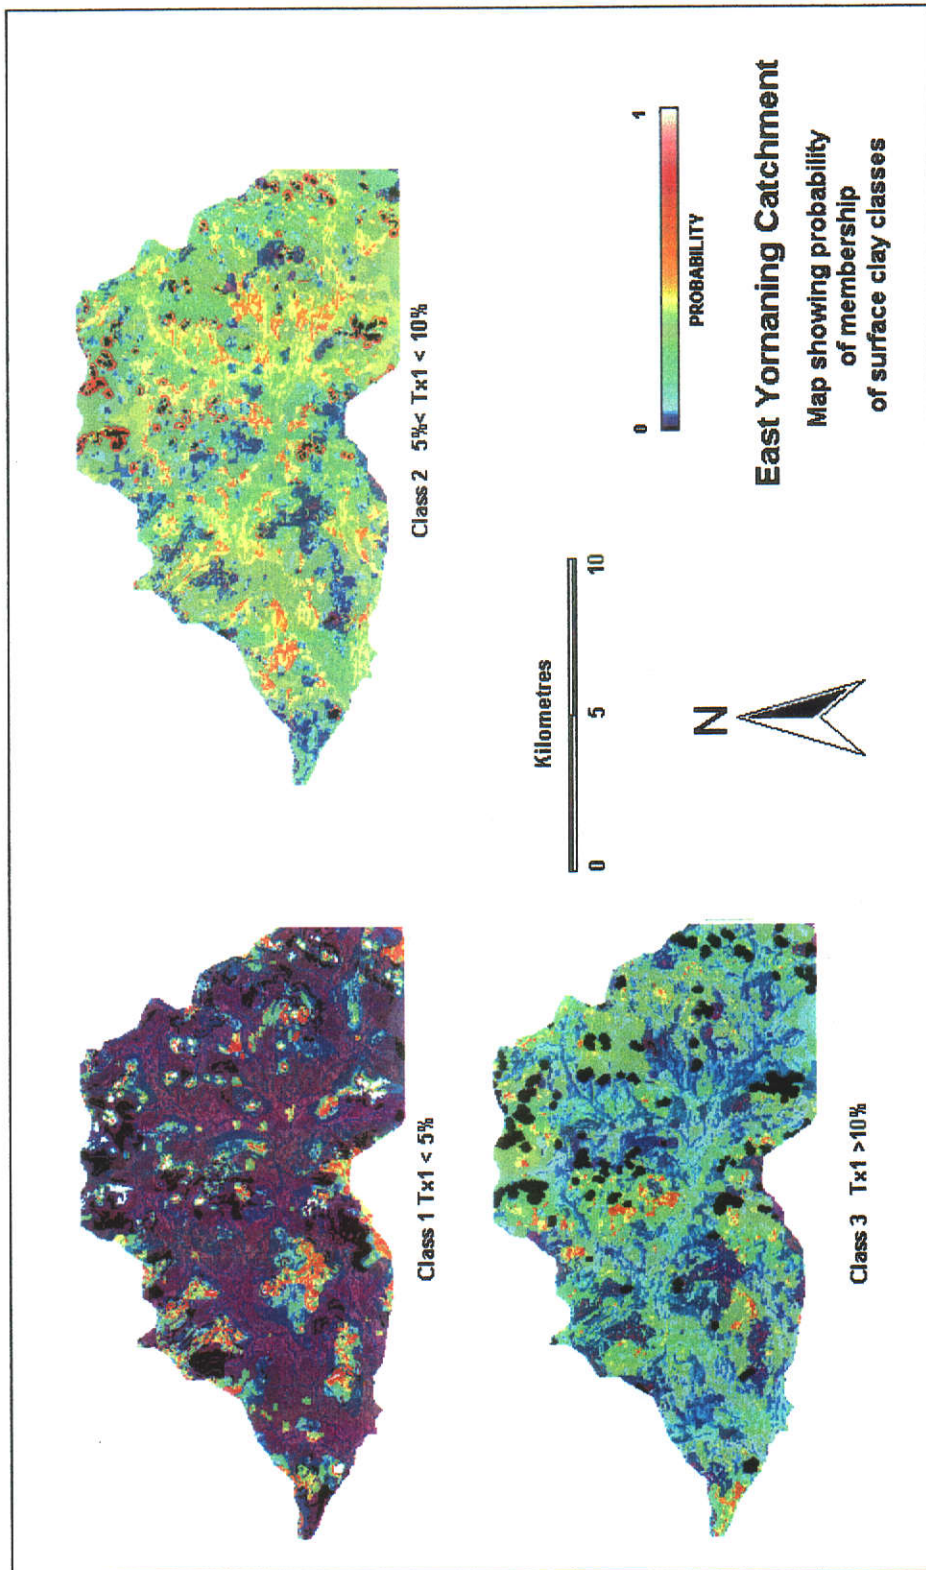 Class 1 Tx1 < 5%
Class 2 5%< Tx1 < 10%
Class 3 Tx1 >10%
Kilometres
0 5 10
N
0 1
PROBABILITY
East Yornaning Catchment
Map showing probability
of membership
of surface clay classes